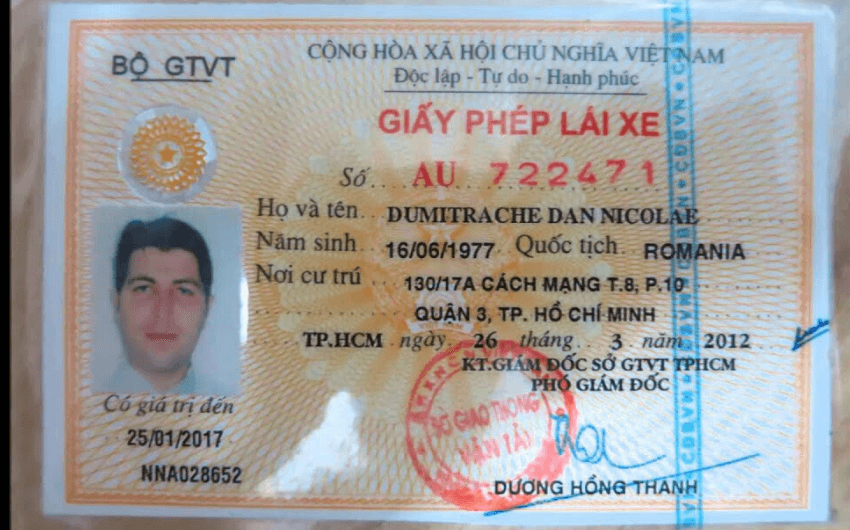 BỘ GTVT
CỘNG HÒA XÃ HỘI CHỦ NGHĨA VIỆT NAM
Độc lập - Tự do - Hạnh phúc
GIẤY PHÉP LÁI XE
Số.... AU 722471
Họ và tên.. DUMITRACHE DAN NICOLAE
Năm sinh.. 16/06/1977 Quốc tịch.. ROMANIA
Nơi cư trú.. 130/17A CÁCH MẠNG T.8, P.10
QUẬN 3, TP. HỒ CHÍ MINH
TP.HCM ngày. 26 tháng. 3 năm. 2012
KT.GIÁM ĐỐC SỞ GTVT TPHCM
PHÓ GIÁM ĐỐC
SỞ GIAO THÔNG
VẬN TẢI
DƯƠNG HỒNG THANH
Có giá trị đến
25/01/2017
NNA028652
CĐBVN